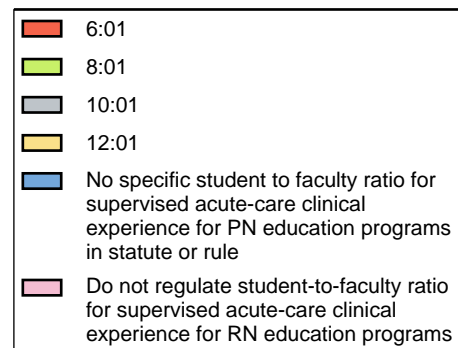 6:01
8:01
10:01
12:01
No specific student to faculty ratio for
supervised acute-care clinical
experience for PN education programs
in statute or rule
Do not regulate student-to-faculty ratio
for supervised acute-care clinical
experience for RN education programs